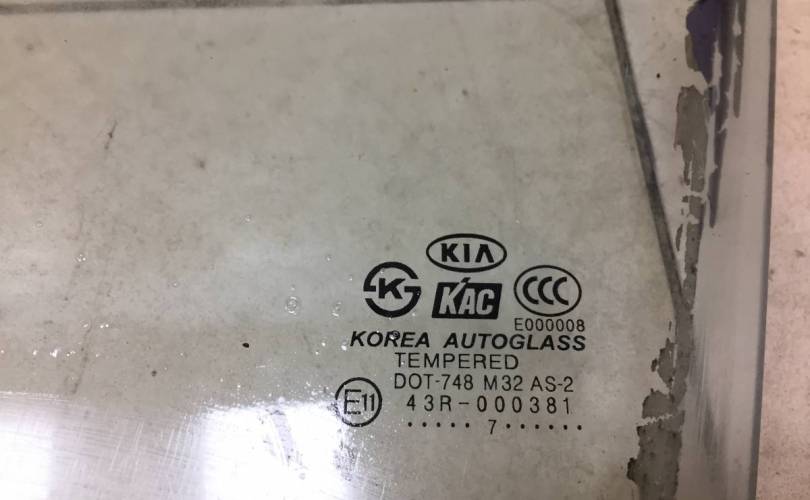 KIA
K KAC CCC
E000008
KOREA AUTOGLASS
TEMPERED
DOT-748 M32 AS-2
E11 43R-000381
····· 7 ······